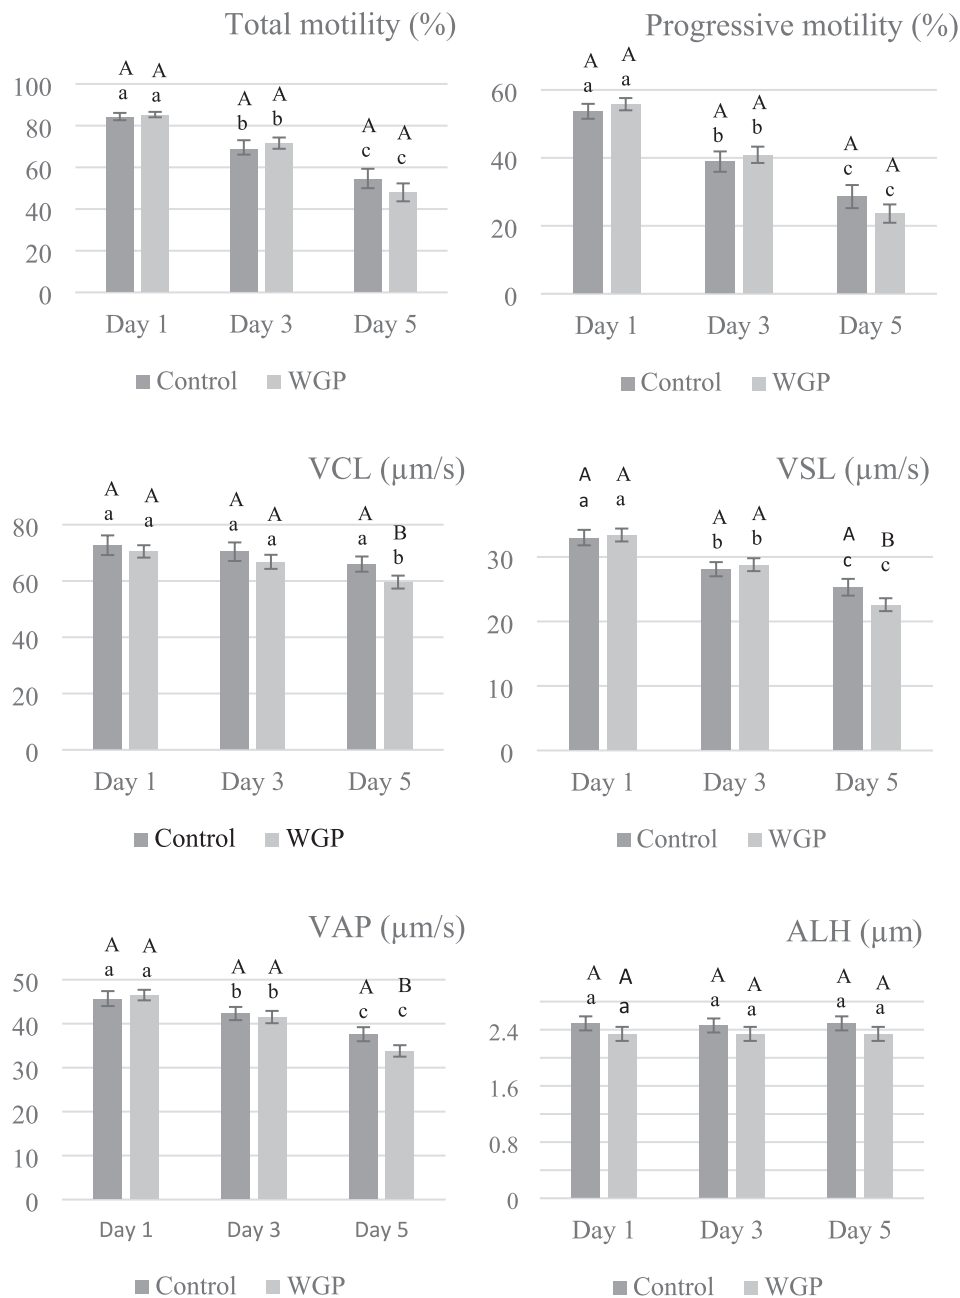 Total motility (%)
A A
a a
A A
b b
A A
c c
100
80
60
40
20
0
Day 1 Day 3 Day 5
Control WGP
Progressive motility (%)
A A
a a
A A
b b
A A
c c
60
40
20
0
Day 1 Day 3 Day 5
Control WGP
VCL (µm/s)
A A
a a
A A
a a
A B
a b
80
60
40
20
0
Day 1 Day 3 Day 5
Control WGP
VSL (µm/s)
A A
a a
A A
b b
A B
c c
30
20
10
0
Day 1 Day 3 Day 5
Control WGP
VAP (µm/s)
A A
a a
A A
b b
A B
c c
50
40
30
20
10
0
Day 1 Day 3 Day 5
Control WGP
ALH (µm)
A A
a a
A A
a a
A A
a a
2.4
1.6
0.8
0
Day 1 Day 3 Day 5
Control WGP